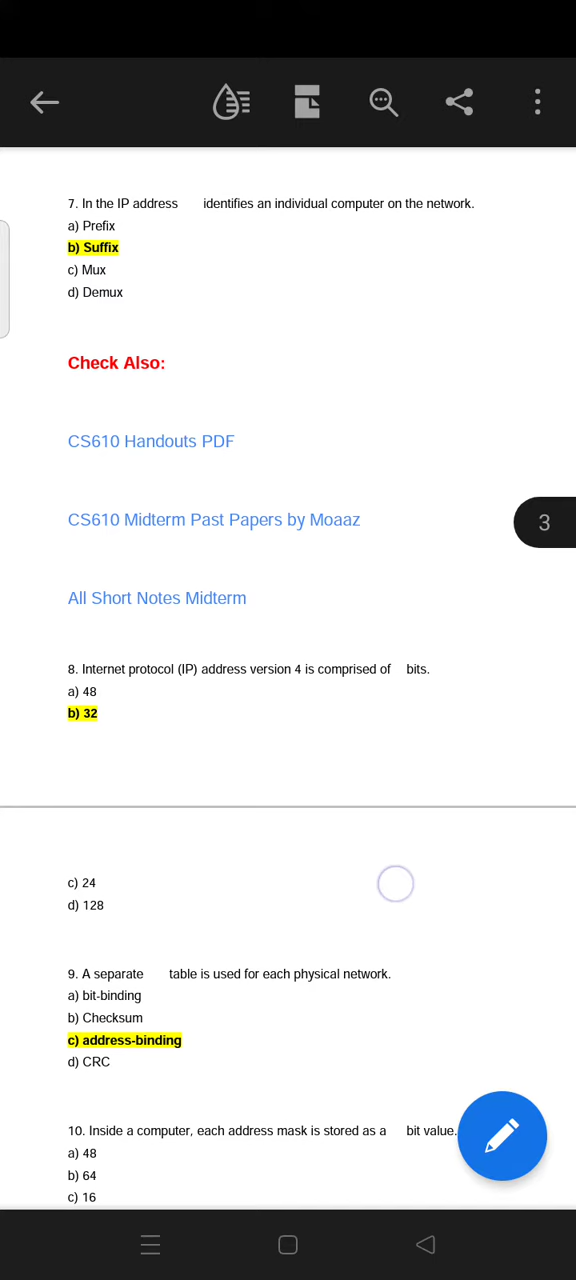 7. In the IP address identifies an individual computer on the network.
a) Prefix
b) Suffix
c) Mux
d) Demux
Check Also:
CS610 Handouts PDF
CS610 Midterm Past Papers by Moaaz
3
All Short Notes Midterm
8. Internet protocol (IP) address version 4 is comprised of bits.
a) 48
b) 32
c) 24
d) 128
9. A separate table is used for each physical network.
a) bit-binding
b) Checksum
c) address-binding
d) CRC
10. Inside a computer, each address mask is stored as a bit value.
a) 48
b) 64
c) 16